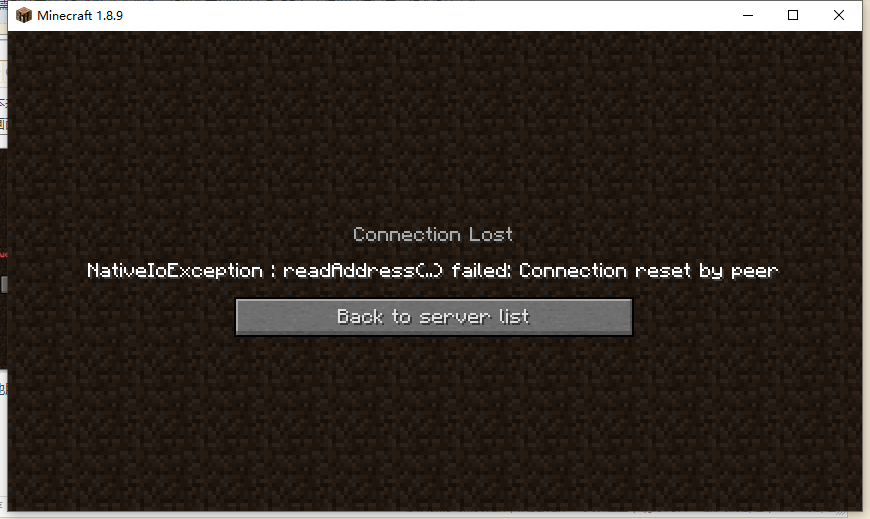 Minecraft 1.8.9
Connection Lost
NativeIoException : readAddress(..) failed: Connection reset by peer
Back to server list